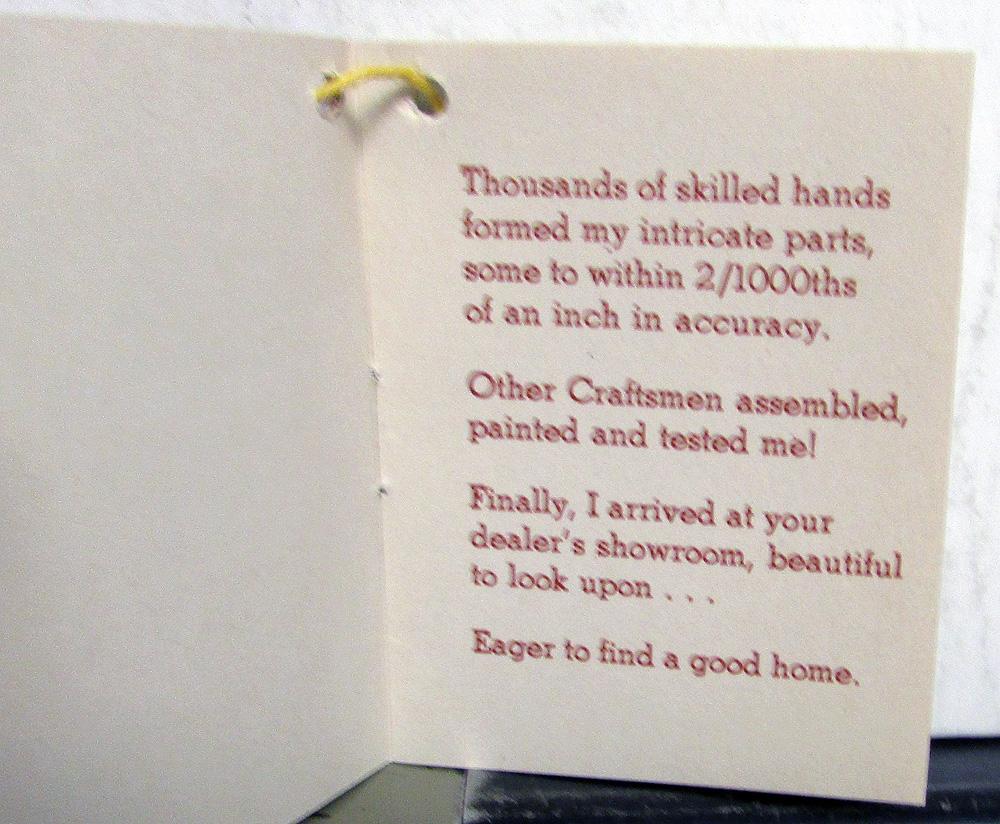 Thousands of skilled hands
formed my intricate parts,
some to within 2/1000ths
of an inch in accuracy.
Other Craftsmen assembled,
painted and tested me!
Finally, I arrived at your
dealer's showroom, beautiful
to look upon . . .
Eager to find a good home.